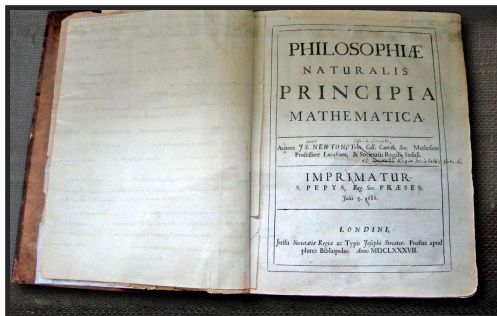 PHILOSOPHIÆ
NATURALIS
PRINCIPIA
MATHEMATICA.
Autore JS. NEWTON, Trin. Coll. Cantab. Soc. Matheseos
Professore Lucasiano, & Societatis Regalis Sodali.
IMPRIMATUR.
S. PEPYS, Reg. Soc. PRÆSES.
Julii 5. 1686.
LONDINI,
Jussu Societatis Regiæ ac Typis Josephi Streater. Prostat apud
plures Bibliopolas. Anno MDCLXXXVII.